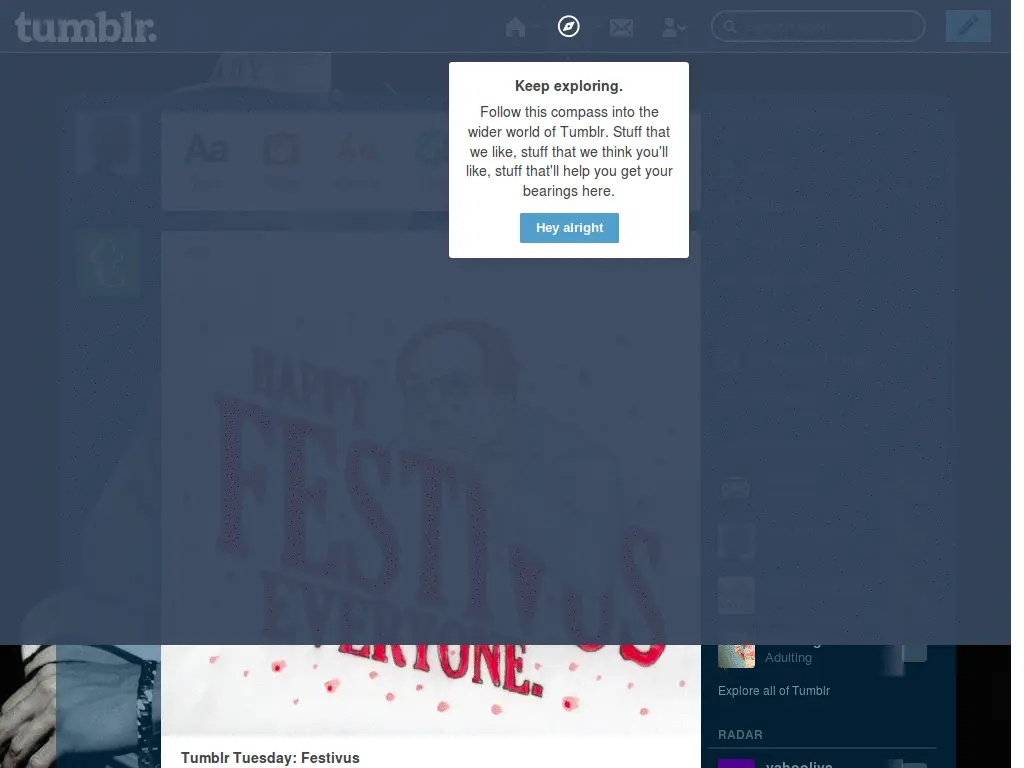 tumblr.
Keep exploring.
Follow this compass into the
wider world of Tumblr. Stuff that
we like, stuff that we think you'll
like, stuff that'll help you get your
bearings here.
Hey alright
Aa
HAPPY
FESTIVUS
EVERYONE.
Adulting
Explore all of Tumblr
RADAR
yahoolive
Tumblr Tuesday: Festivus